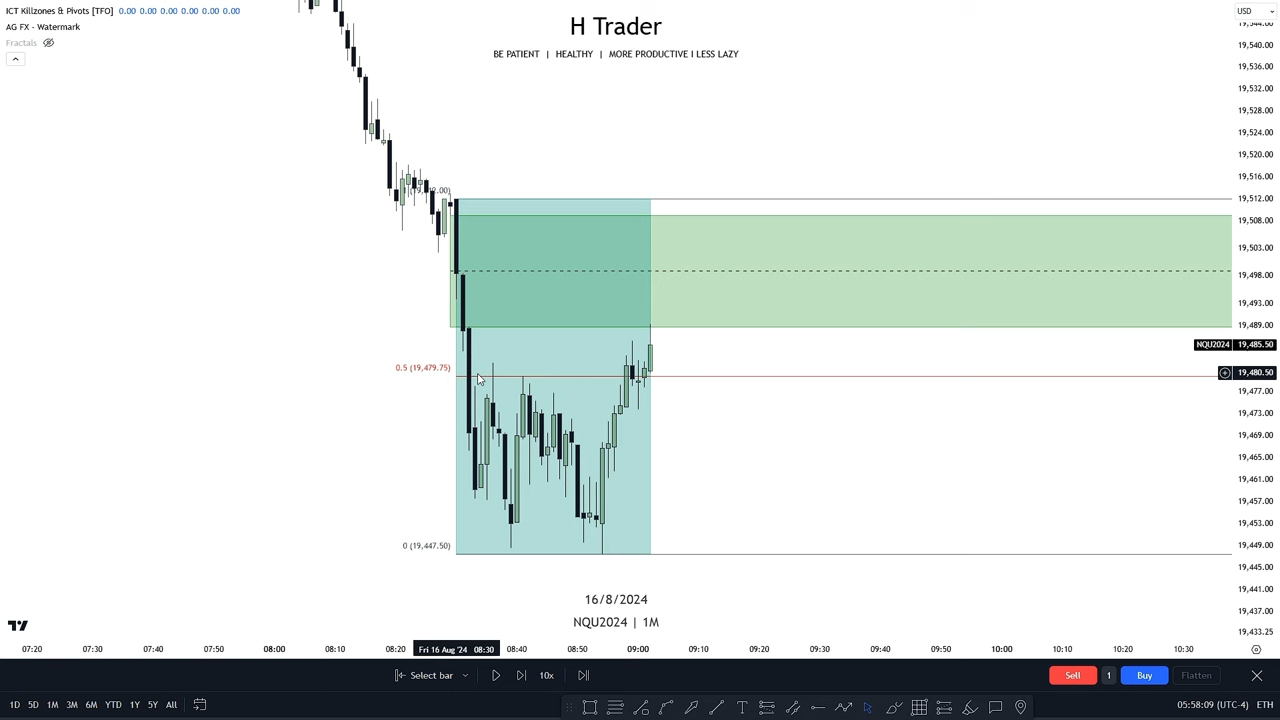 ICT Killzones & Pivots [TFO] 0.00 0.00 0.00 0.00 0.00 0.00
AG FX - Watermark
Fractals
H Trader
BE PATIENT | HEALTHY | MORE PRODUCTIVE I LESS LAZY
USD
19,544.00
19,540.00
19,536.00
19,532.00
19,528.00
19,524.00
19,520.00
19,516.00
19,512.00
19,508.00
19,503.00
19,498.00
19,493.00
19,489.00
NQU2024 19,485.50
19,480.50
19,477.00
19,473.00
19,469.00
19,465.00
19,461.00
19,457.00
19,453.00
19,449.00
19,445.00
19,441.00
19,437.00
19,433.25
0.5 (19,479.75)
0 (19,447.50)
16/8/2024
NQU2024 | 1M
07:20 07:30 07:40 07:50 08:00 08:10 08:20 Fri 16 Aug '24 08:30 08:40 08:50 09:00 09:10 09:20 09:30 09:40 09:50 10:00 10:10 10:20 10:30
Select bar 10x Sell 1 Buy Flatten
1D 5D 1M 3M 6M YTD 1Y 5Y All 05:58:09 (UTC-4) ETH